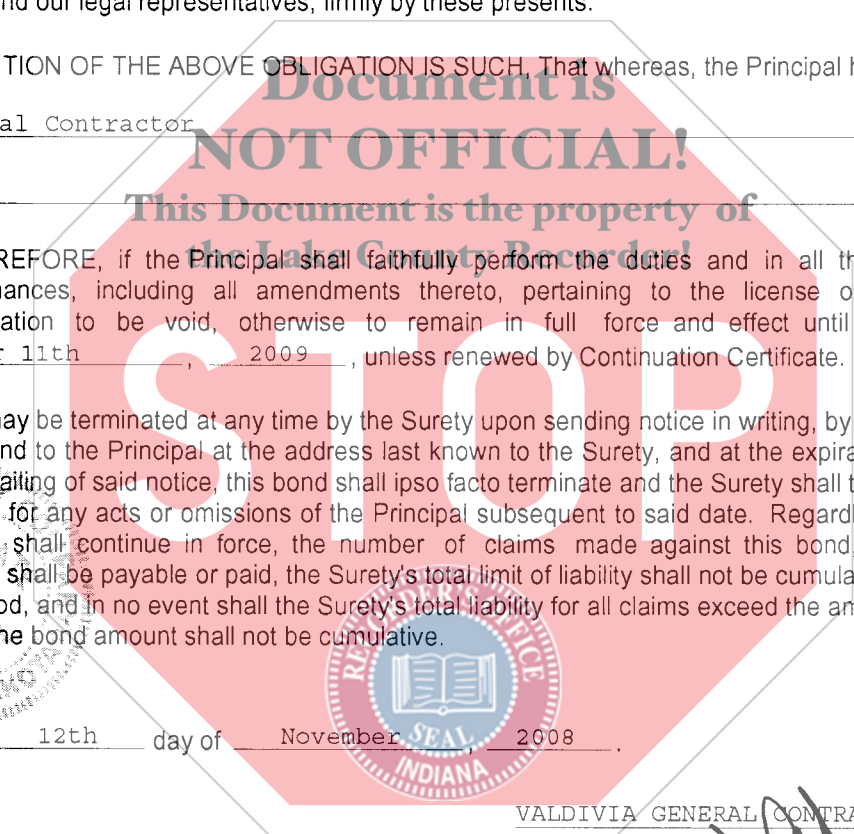 nd our legal representatives, firmly by these presents.
TION OF THE ABOVE OBLIGATION IS SUCH, That whereas, the Principal h
Document is
al Contractor
NOT OFFICIAL!
This Document is the property of
the Lake County Recorder!
REFORE, if the Principal shall faithfully perform the duties and in all th
nances, including all amendments thereto, pertaining to the license o
ation to be void, otherwise to remain in full force and effect until
r 11th , 2009 , unless renewed by Continuation Certificate.
STOP
may be terminated at any time by the Surety upon sending notice in writing, by
nd to the Principal at the address last known to the Surety, and at the expira
ailing of said notice, this bond shall ipso facto terminate and the Surety shall t
for any acts or omissions of the Principal subsequent to said date. Regardl
shall continue in force, the number of claims made against this bond,
shall be payable or paid, the Surety's total limit of liability shall not be cumula
od, and in no event shall the Surety's total liability for all claims exceed the am
he bond amount shall not be cumulative.
RECORDER'S OFFICE
SEAL
INDIANA
12th day of November , 2008 .
VALDIVIA GENERAL CONTRA